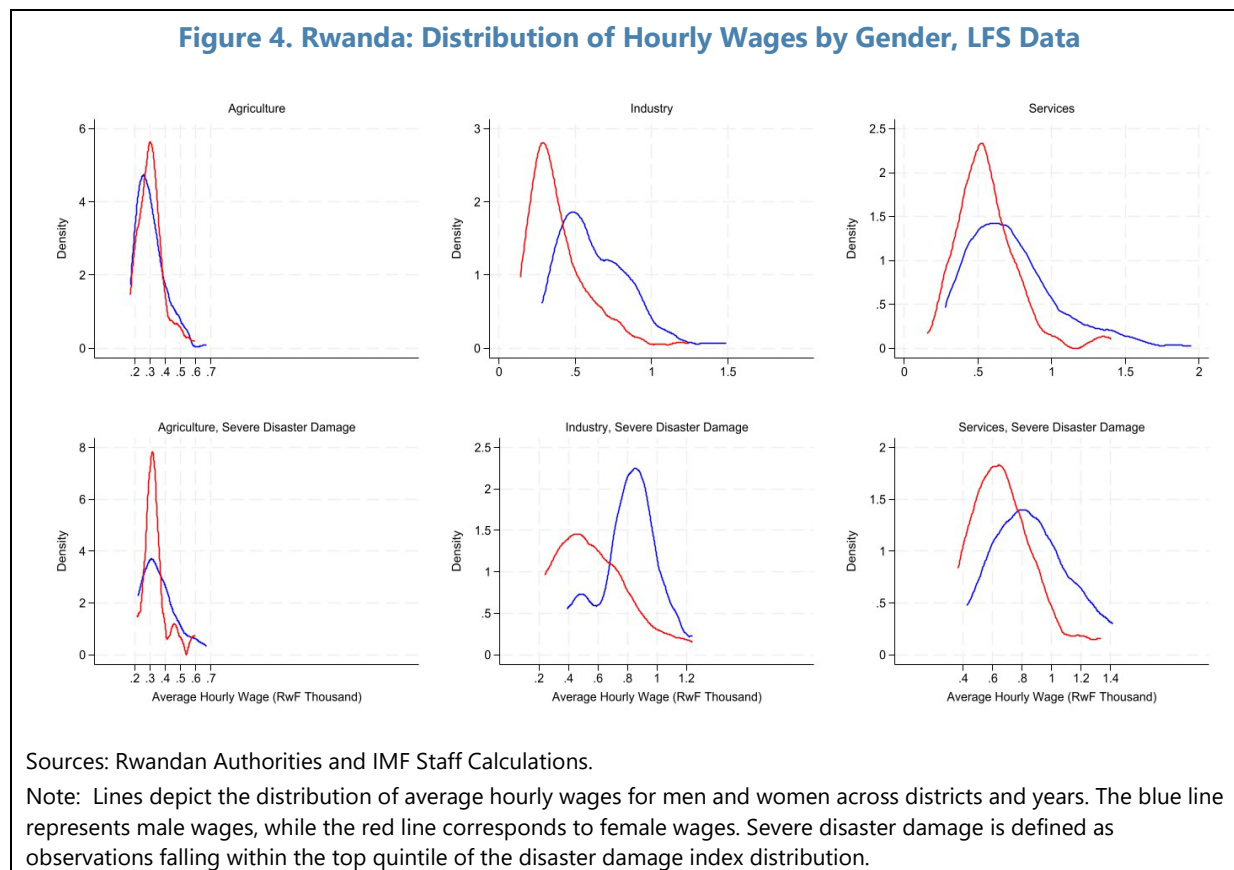 Figure 4. Rwanda: Distribution of Hourly Wages by Gender, LFS Data
Agriculture
Density
6
4
2
0
.2 .3 .4 .5 .6 .7
Industry
Density
3
2
1
0
0 .5 1 1.5
Services
Density
2.5
2
1.5
1
.5
0
0 .5 1 1.5 2
Agriculture, Severe Disaster Damage
Density
8
6
4
2
0
.2 .3 .4 .5 .6 .7
Average Hourly Wage (RwF Thousand)
Industry, Severe Disaster Damage
Density
2.5
2
1.5
1
.5
0
.2 .4 .6 .8 1 1.2
Average Hourly Wage (RwF Thousand)
Services, Severe Disaster Damage
Density
2
1.5
1
.5
0
.4 .6 .8 1 1.2 1.4
Average Hourly Wage (RwF Thousand)
Sources: Rwandan Authorities and IMF Staff Calculations.
Note: Lines depict the distribution of average hourly wages for men and women across districts and years. The blue line
represents male wages, while the red line corresponds to female wages. Severe disaster damage is defined as
observations falling within the top quintile of the disaster damage index distribution.